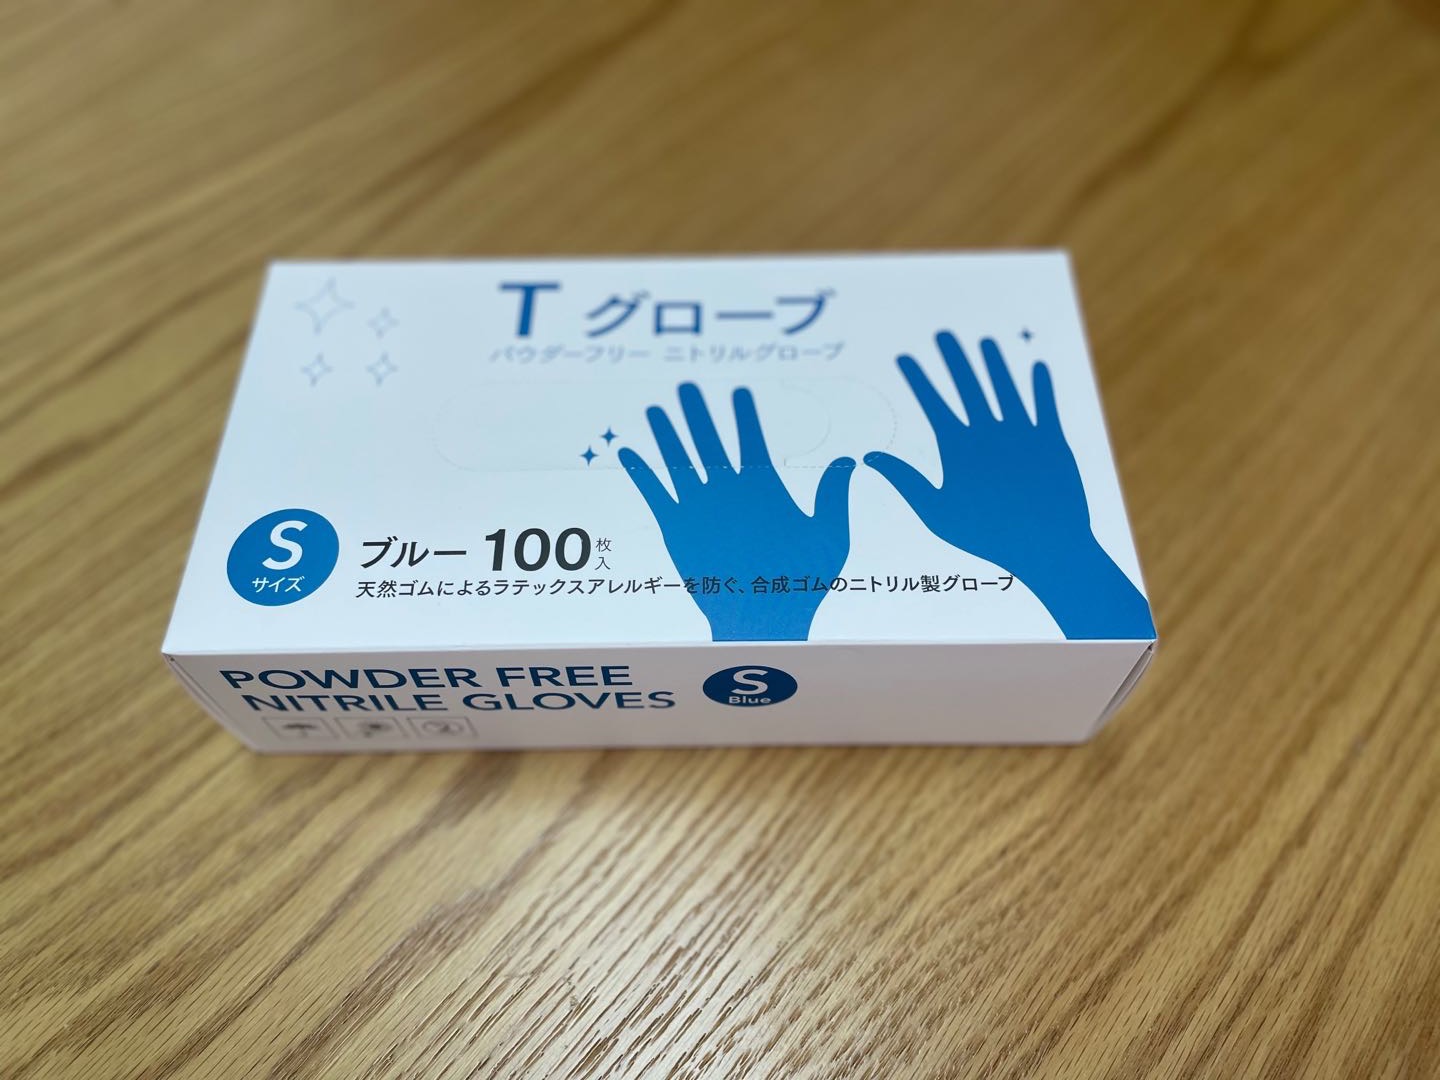 T グローブ
パウダーフリー ニトリルグローブ
S
サイズ
ブルー 100枚入
天然ゴムによるラテックスアレルギーを防ぐ、合成ゴムのニトリル製グローブ
POWDER FREE
NITRILE GLOVES
S
Blue